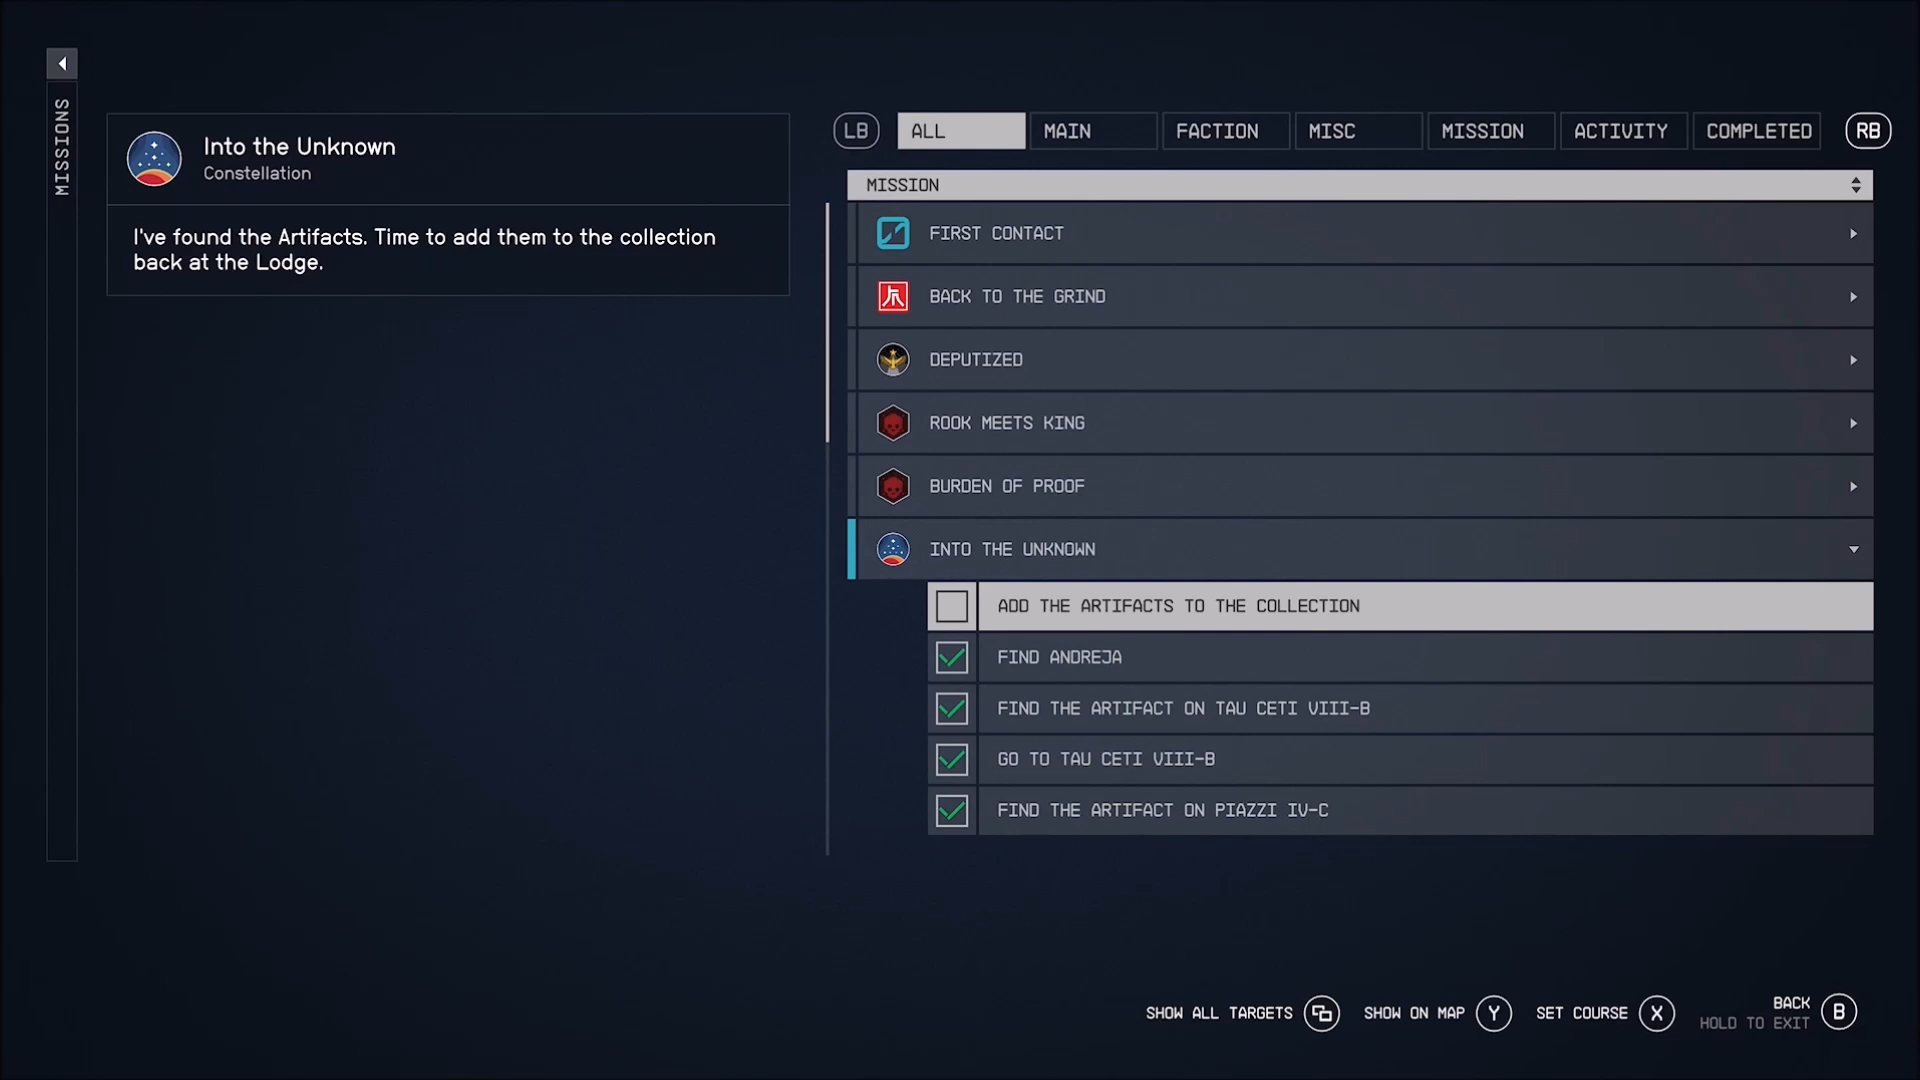 MISSIONS
Into the Unknown
Constellation
I've found the Artifacts. Time to add them to the collection
back at the Lodge.
LB
ALL
MAIN
FACTION
MISC
MISSION
ACTIVITY
COMPLETED
RB
MISSION
FIRST CONTACT
BACK TO THE GRIND
DEPUTIZED
ROOK MEETS KING
BURDEN OF PROOF
INTO THE UNKNOWN
ADD THE ARTIFACTS TO THE COLLECTION
FIND ANDREJA
FIND THE ARTIFACT ON TAU CETI VIII-B
GO TO TAU CETI VIII-B
FIND THE ARTIFACT ON PIAZZI IV-C
SHOW ALL TARGETS
SHOW ON MAP Y
SET COURSE X
BACK B
HOLD TO EXIT